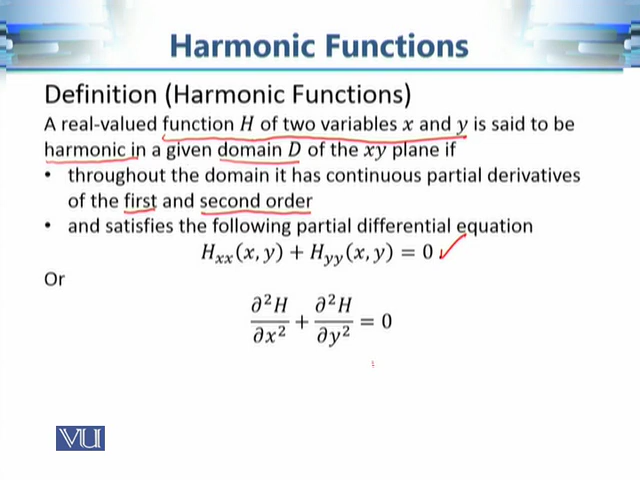 Harmonic Functions
Definition (Harmonic Functions)
A real-valued function H of two variables x and y is said to be
harmonic in a given domain D of the xy plane if
• throughout the domain it has continuous partial derivatives
of the first and second order
• and satisfies the following partial differential equation
Hₓₓ(x, y) + Hyy(x, y) = 0
Or
∂²H/∂x² + ∂²H/∂y² = 0
VU